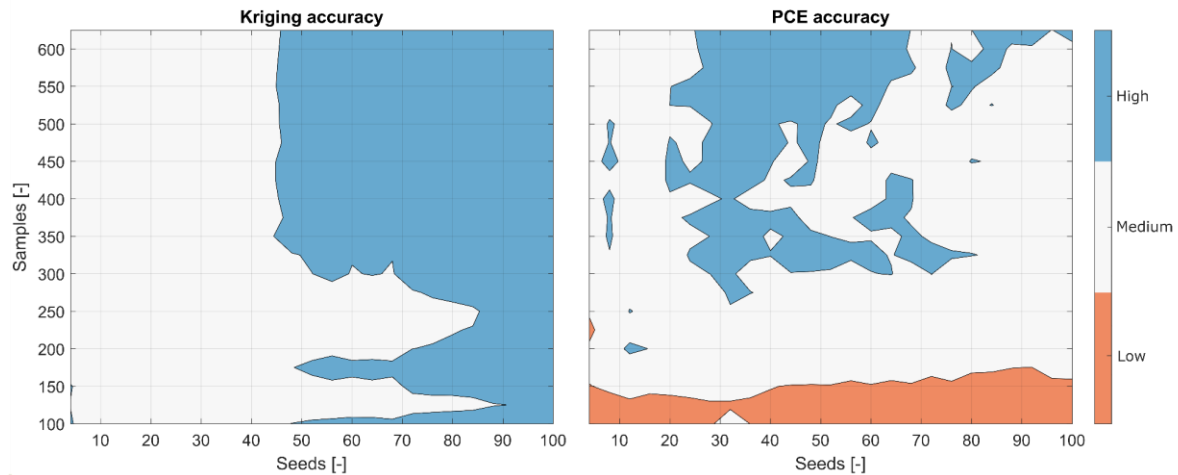 Kriging accuracy
PCE accuracy
600
550
500
450
400
350
300
250
200
150
100
Samples [-]
10 20 30 40 50 60 70 80 90 100
Seeds [-]
10 20 30 40 50 60 70 80 90 100
Seeds [-]
High
Medium
Low